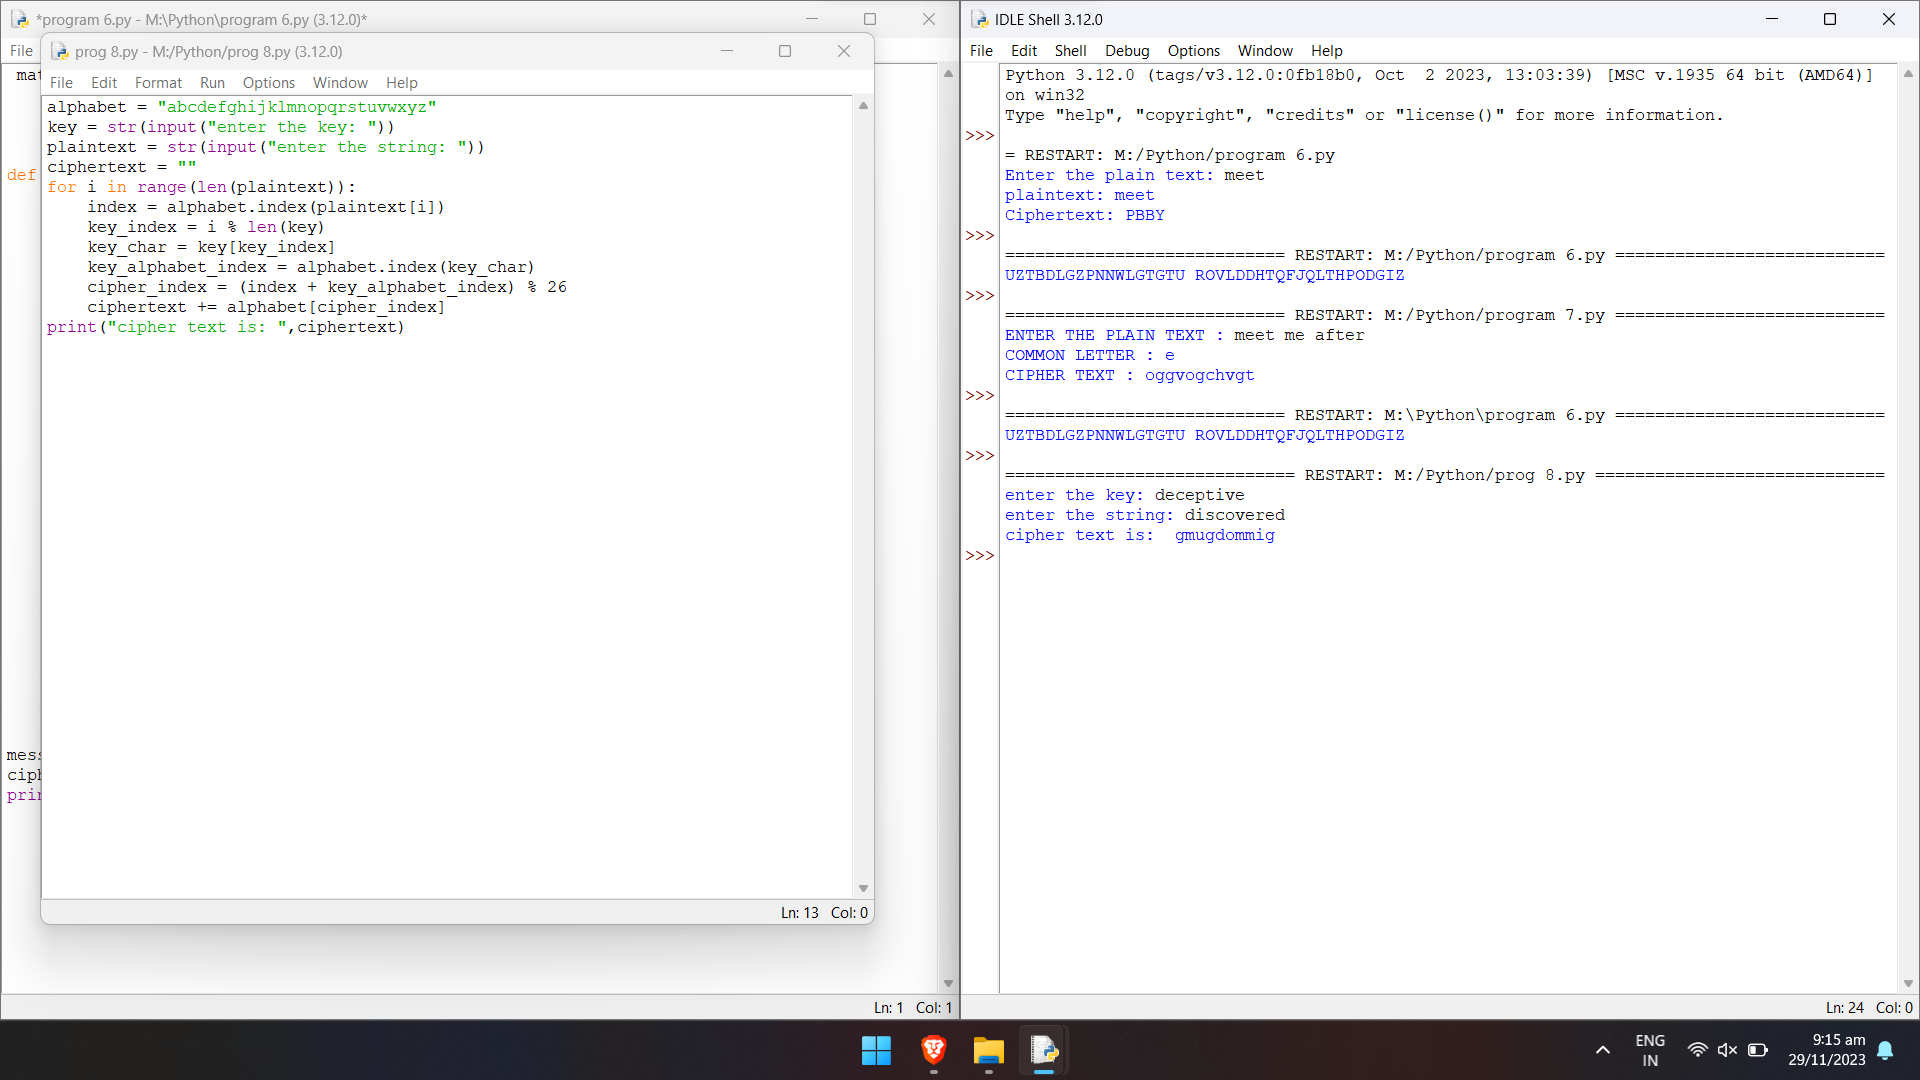 *program 6.py - M:\Python\program 6.py (3.12.0)*
File
prog 8.py - M:/Python/prog 8.py (3.12.0)
File Edit Format Run Options Window Help
alphabet = "abcdefghijklmnopqrstuvwxyz"
key = str(input("enter the key: "))
plaintext = str(input("enter the string: "))
ciphertext = ""
for i in range(len(plaintext)):
    index = alphabet.index(plaintext[i])
    key_index = i % len(key)
    key_char = key[key_index]
    key_alphabet_index = alphabet.index(key_char)
    cipher_index = (index + key_alphabet_index) % 26
    ciphertext += alphabet[cipher_index]
print("cipher text is: ",ciphertext)
Ln: 13 Col: 0
def
Ln: 1 Col: 1
IDLE Shell 3.12.0
File Edit Shell Debug Options Window Help
Python 3.12.0 (tags/v3.12.0:0fb18b0, Oct  2 2023, 13:03:39) [MSC v.1935 64 bit (AMD64)]
on win32
Type "help", "copyright", "credits" or "license()" for more information.
>>>
= RESTART: M:/Python/program 6.py
Enter the plain text: meet
plaintext: meet
Ciphertext: PBBY
>>>
============================ RESTART: M:/Python/program 6.py ===========================
UZTBDLGZPNNWLGTGTU ROVLDDHTQFJQLTHPODGIZ
>>>
============================ RESTART: M:/Python/program 7.py ===========================
ENTER THE PLAIN TEXT : meet me after
COMMON LETTER : e
CIPHER TEXT : oggvogchvgt
>>>
============================ RESTART: M:\Python\program 6.py ===========================
UZTBDLGZPNNWLGTGTU ROVLDDHTQFJQLTHPODGIZ
>>>
============================= RESTART: M:/Python/prog 8.py =============================
enter the key: deceptive
enter the string: discovered
cipher text is:  gmugdommig
>>>
Ln: 24 Col: 0
ENG
IN
9:15 am
29/11/2023